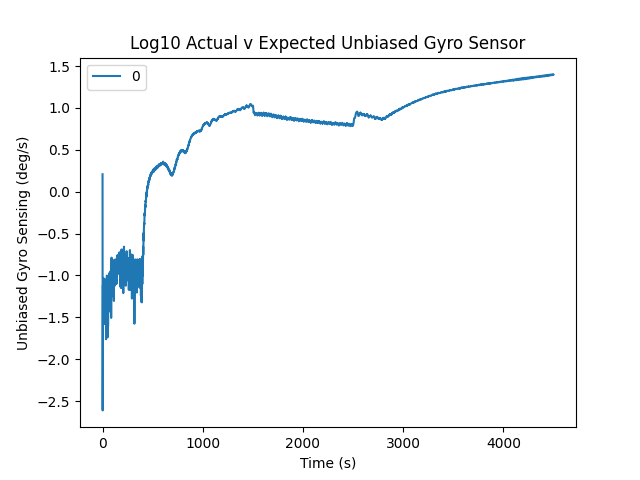 Log10 Actual v Expected Unbiased Gyro Sensor
0
Unbiased Gyro Sensing (deg/s)
1.5
1.0
0.5
0.0
−0.5
−1.0
−1.5
−2.0
−2.5
0 1000 2000 3000 4000
Time (s)